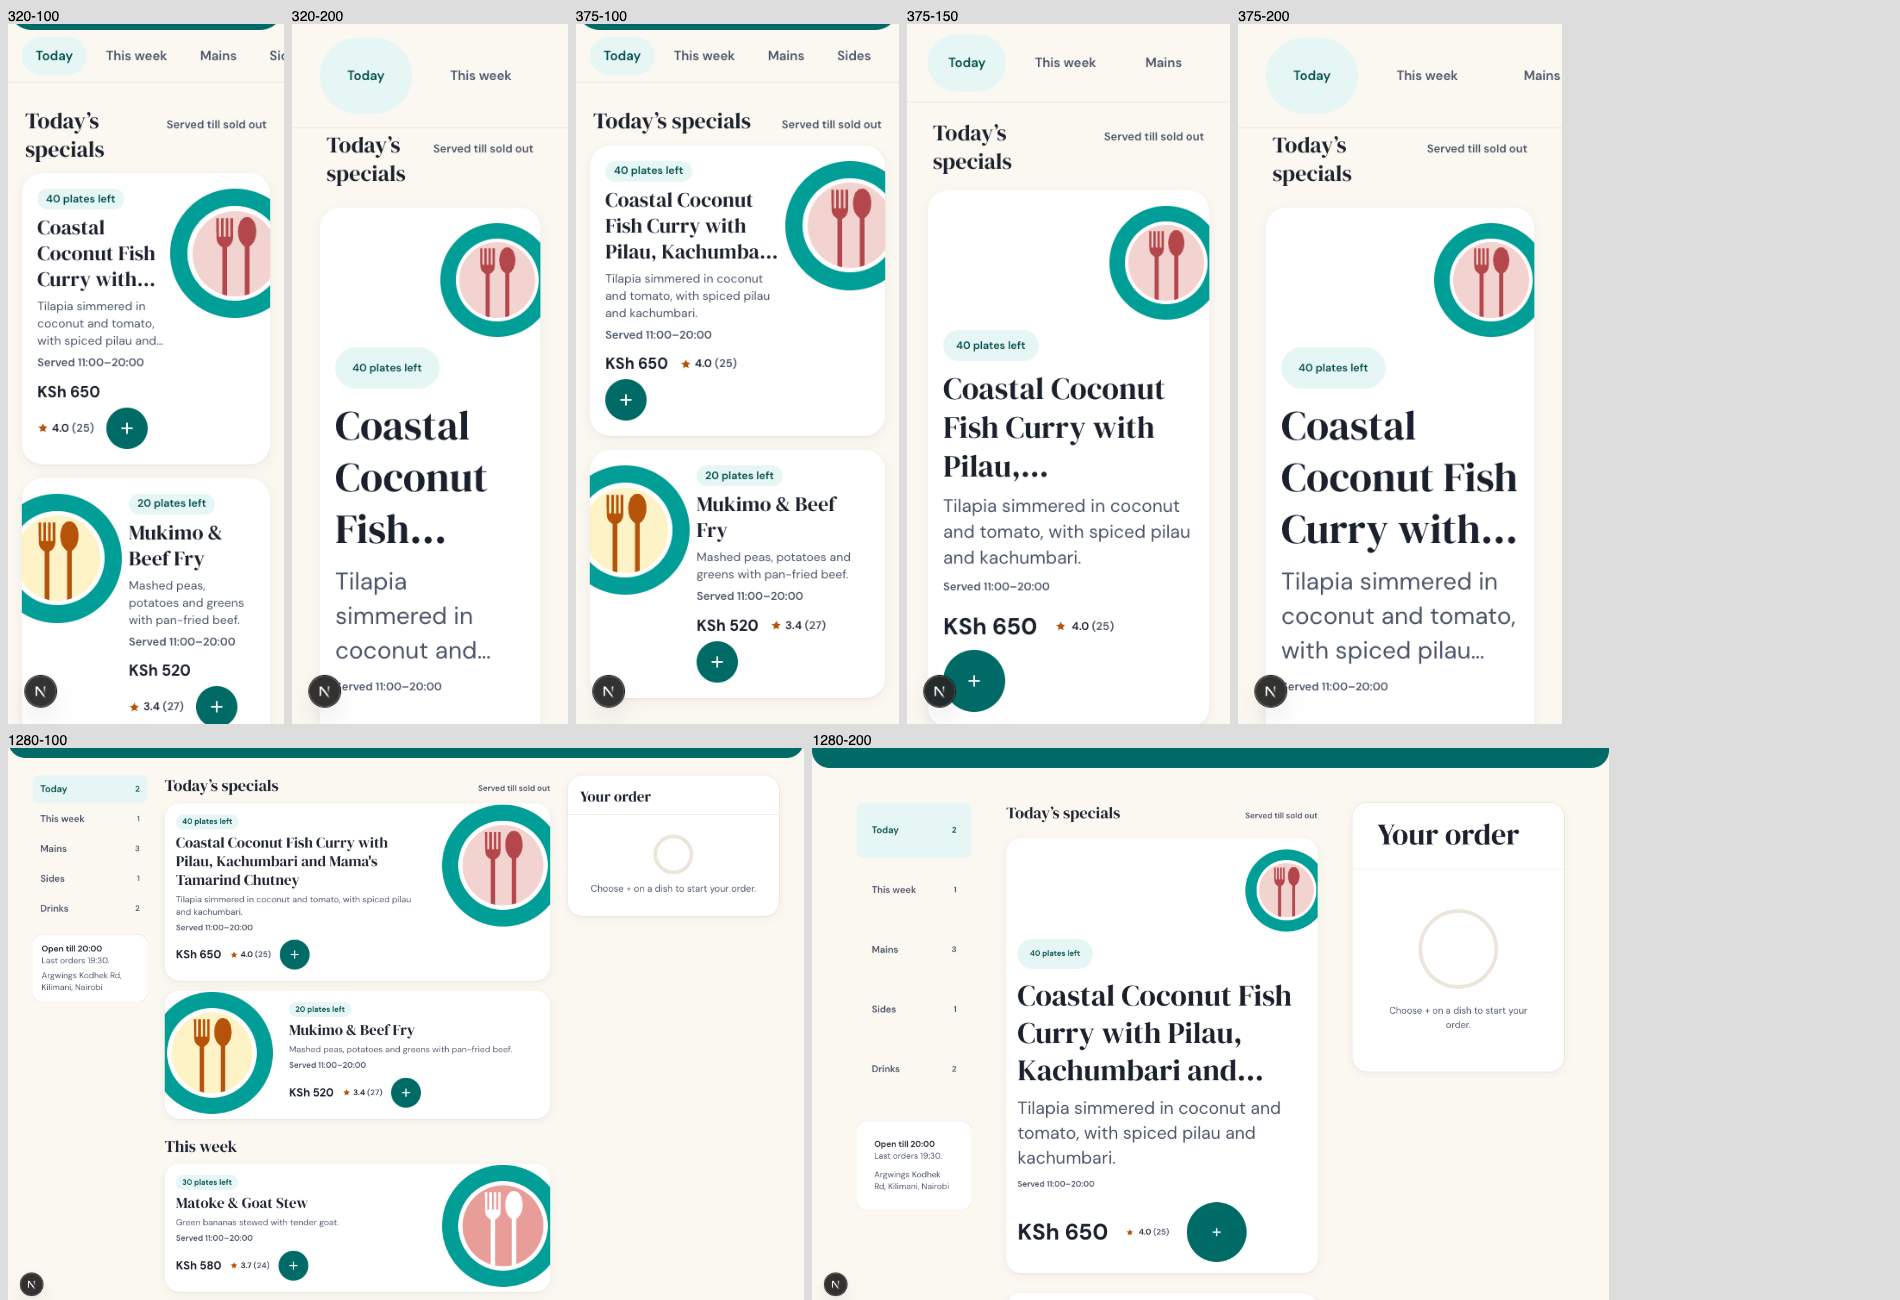 320-100
Today This week Mains Sic
Today's
specials
Served till sold out
40 plates left
Coastal
Coconut Fish
Curry with...
Tilapia simmered in
coconut and tomato,
with spiced pilau and...
Served 11:00–20:00
KSh 650
4.0 (25)
+
20 plates left
Mukimo &
Beef Fry
Mashed peas,
potatoes and greens
with pan-fried beef.
Served 11:00–20:00
KSh 520
3.4 (27)
+
N
320-200
Today This week
Today's
specials
Served till sold out
40 plates left
Coastal
Coconut
Fish...
Tilapia
simmered in
coconut and...
erved 11:00–20:00
N
375-100
Today This week Mains Sides
Today's specials
Served till sold out
40 plates left
Coastal Coconut
Fish Curry with
Pilau, Kachumba...
Tilapia simmered in coconut
and tomato, with spiced pilau
and kachumbari.
Served 11:00–20:00
KSh 650 4.0 (25)
+
20 plates left
Mukimo & Beef
Fry
Mashed peas, potatoes and
greens with pan-fried beef.
Served 11:00–20:00
KSh 520 3.4 (27)
+
N
375-150
Today This week Mains
Today's
specials
Served till sold out
40 plates left
Coastal Coconut
Fish Curry with
Pilau,...
Tilapia simmered in coconut
and tomato, with spiced pilau
and kachumbari.
Served 11:00–20:00
KSh 650 4.0 (25)
+
N
375-200
Today This week Mains
Today's
specials
Served till sold out
40 plates left
Coastal
Coconut Fish
Curry with...
Tilapia simmered in
coconut and tomato,
with spiced pilau...
erved 11:00–20:00
N
1280-100
Today 2
This week 1
Mains 3
Sides 1
Drinks 2
Open till 20:00
Last orders 19:30.
Argwings Kodhek Rd,
Kilimani, Nairobi
Today's specials
Served till sold out
40 plates left
Coastal Coconut Fish Curry with
Pilau, Kachumbari and Mama's
Tamarind Chutney
Tilapia simmered in coconut and tomato, with spiced pilau
and kachumbari.
Served 11:00–20:00
KSh 650 4.0 (25) +
20 plates left
Mukimo & Beef Fry
Mashed peas, potatoes and greens with pan-fried beef.
Served 11:00–20:00
KSh 520 3.4 (27) +
This week
30 plates left
Matoke & Goat Stew
Green bananas stewed with tender goat.
Served 11:00–20:00
KSh 580 3.7 (24) +
Your order
Choose + on a dish to start your order.
N
1280-200
Today 2
This week 1
Mains 3
Sides 1
Drinks 2
Open till 20:00
Last orders 19:30.
Argwings Kodhek
Rd, Kilimani, Nairobi
Today's specials
Served till sold out
40 plates left
Coastal Coconut Fish
Curry with Pilau,
Kachumbari and...
Tilapia simmered in coconut and
tomato, with spiced pilau and
kachumbari.
Served 11:00–20:00
KSh 650 4.0 (25) +
Your order
Choose + on a dish to start your
order.
N